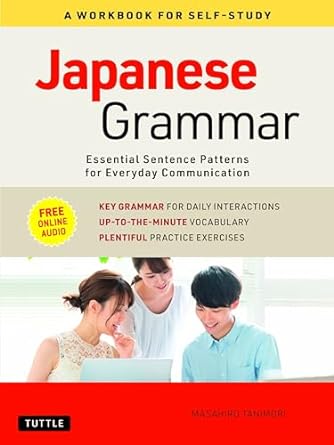 A WORKBOOK FOR SELF-STUDY
Japanese
Grammar
Essential Sentence Patterns
for Everyday Communication
FREE
ONLINE
AUDIO
KEY GRAMMAR FOR DAILY INTERACTIONS
UP-TO-THE-MINUTE VOCABULARY
PLENTIFUL PRACTICE EXERCISES
MASAHIRO TANIMORI
TUTTLE